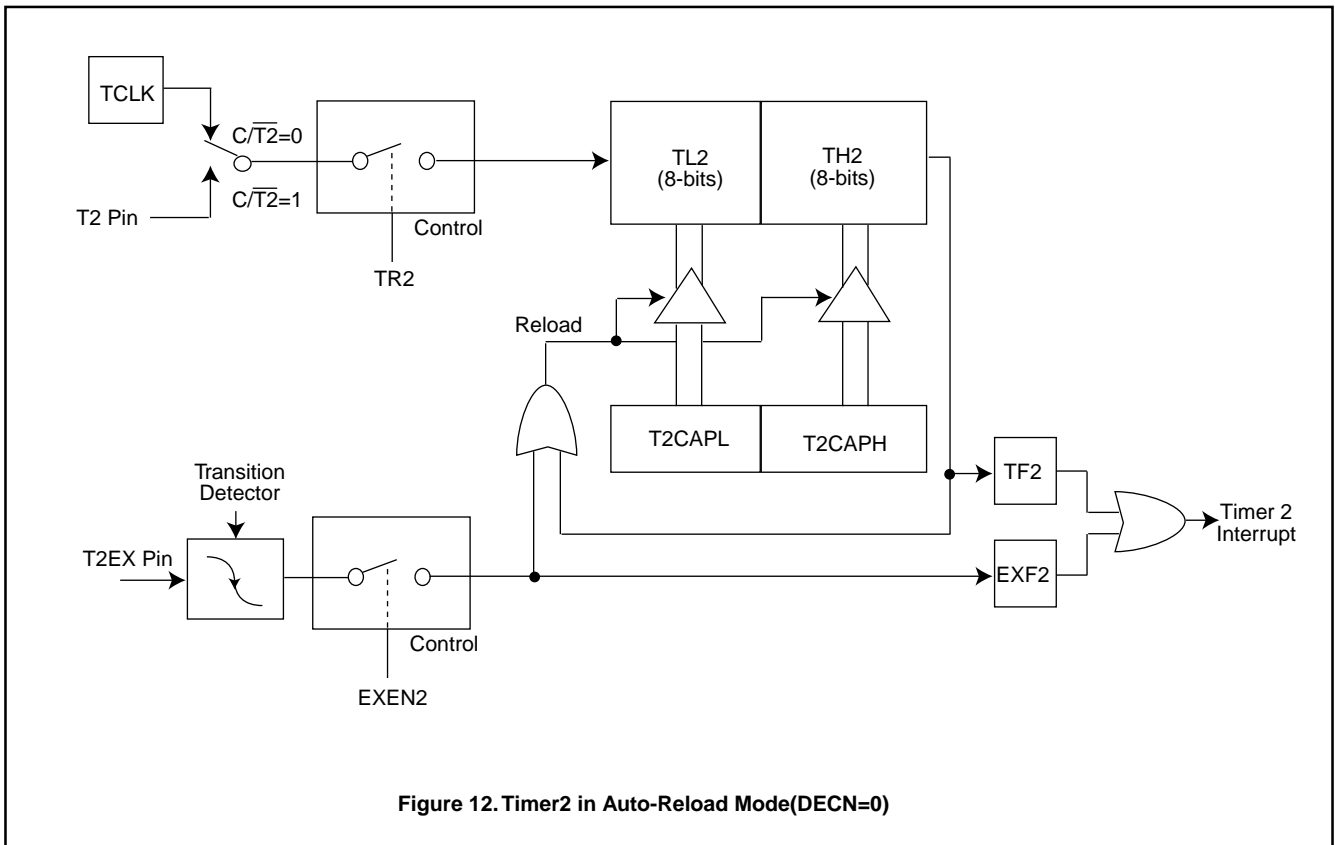 TCLK
C/T2=0
C/T2=1
T2 Pin
Control
TR2
TL2
(8-bits)
TH2
(8-bits)
Reload
T2CAPL
T2CAPH
Transition
Detector
T2EX Pin
Control
EXEN2
TF2
EXF2
Timer 2
Interrupt
Figure 12. Timer2 in Auto-Reload Mode(DECN=0)